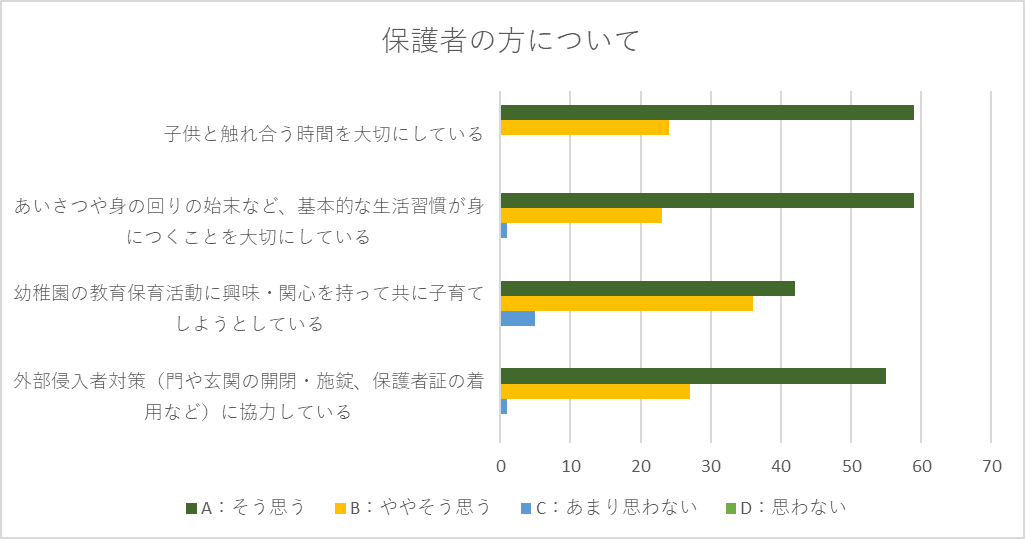 保護者の方について
子供と触れ合う時間を大切にしている
あいさつや身の回りの始末など、基本的な生活習慣が身
につくことを大切にしている
幼稚園の教育保育活動に興味・関心を持って共に子育て
しようとしている
外部侵入者対策（門や玄関の開閉・施錠、保護者証の着
用など）に協力している
0 10 20 30 40 50 60 70
A：そう思う B：ややそう思う C：あまり思わない D：思わない